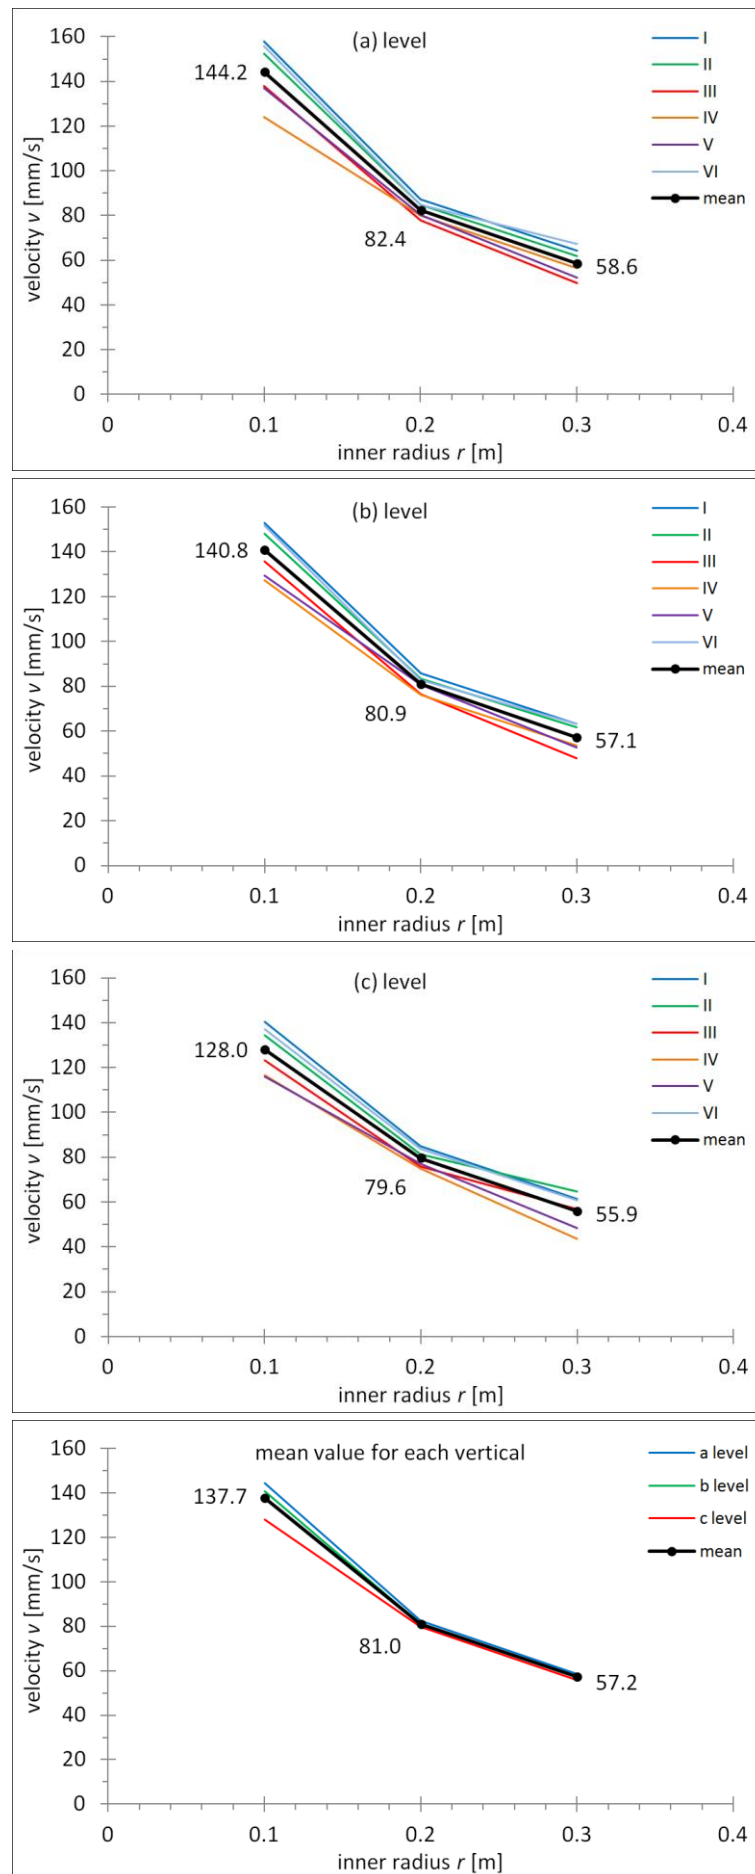 (a) level
velocity v [mm/s]
160
140
120
100
80
60
40
20
0
144.2
82.4
58.6
I
II
III
IV
V
VI
mean
0 0.1 0.2 0.3 0.4
inner radius r [m]
(b) level
velocity v [mm/s]
160
140
120
100
80
60
40
20
0
140.8
80.9
57.1
I
II
III
IV
V
VI
mean
0 0.1 0.2 0.3 0.4
inner radius r [m]
(c) level
velocity v [mm/s]
160
140
120
100
80
60
40
20
0
128.0
79.6
55.9
I
II
III
IV
V
VI
mean
0 0.1 0.2 0.3 0.4
inner radius r [m]
mean value for each vertical
velocity v [mm/s]
160
140
120
100
80
60
40
20
0
137.7
81.0
57.2
a level
b level
c level
mean
0 0.1 0.2 0.3 0.4
inner radius r [m]